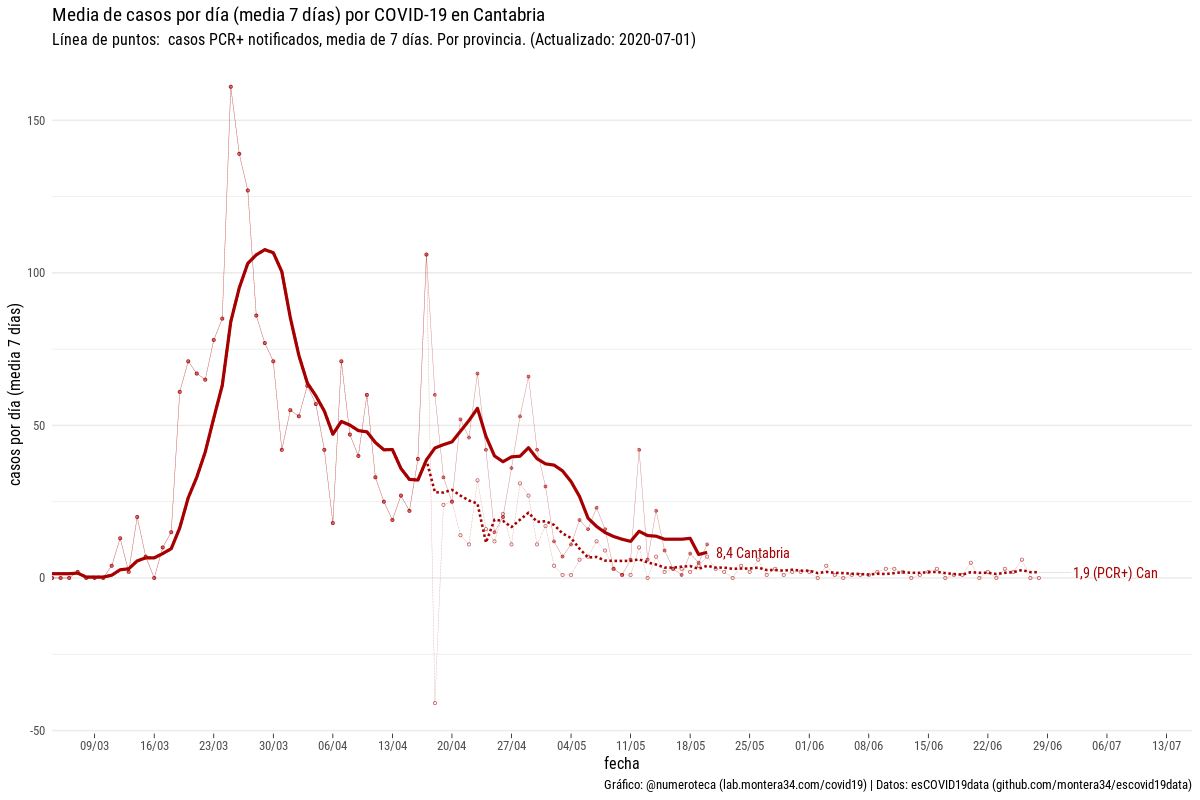 Media de casos por día (media 7 días) por COVID-19 en Cantabria
Línea de puntos:  casos PCR+ notificados, media de 7 días. Por provincia. (Actualizado: 2020-07-01)
casos por día (media 7 días)
150
100
50
0
-50
8,4 Cantabria
1,9 (PCR+) Can
09/03 16/03 23/03 30/03 06/04 13/04 20/04 27/04 04/05 11/05 18/05 25/05 01/06 08/06 15/06 22/06 29/06 06/07 13/07
fecha
Gráfico: @numeroteca (lab.montera34.com/covid19) | Datos: esCOVID19data (github.com/montera34/escovid19data)